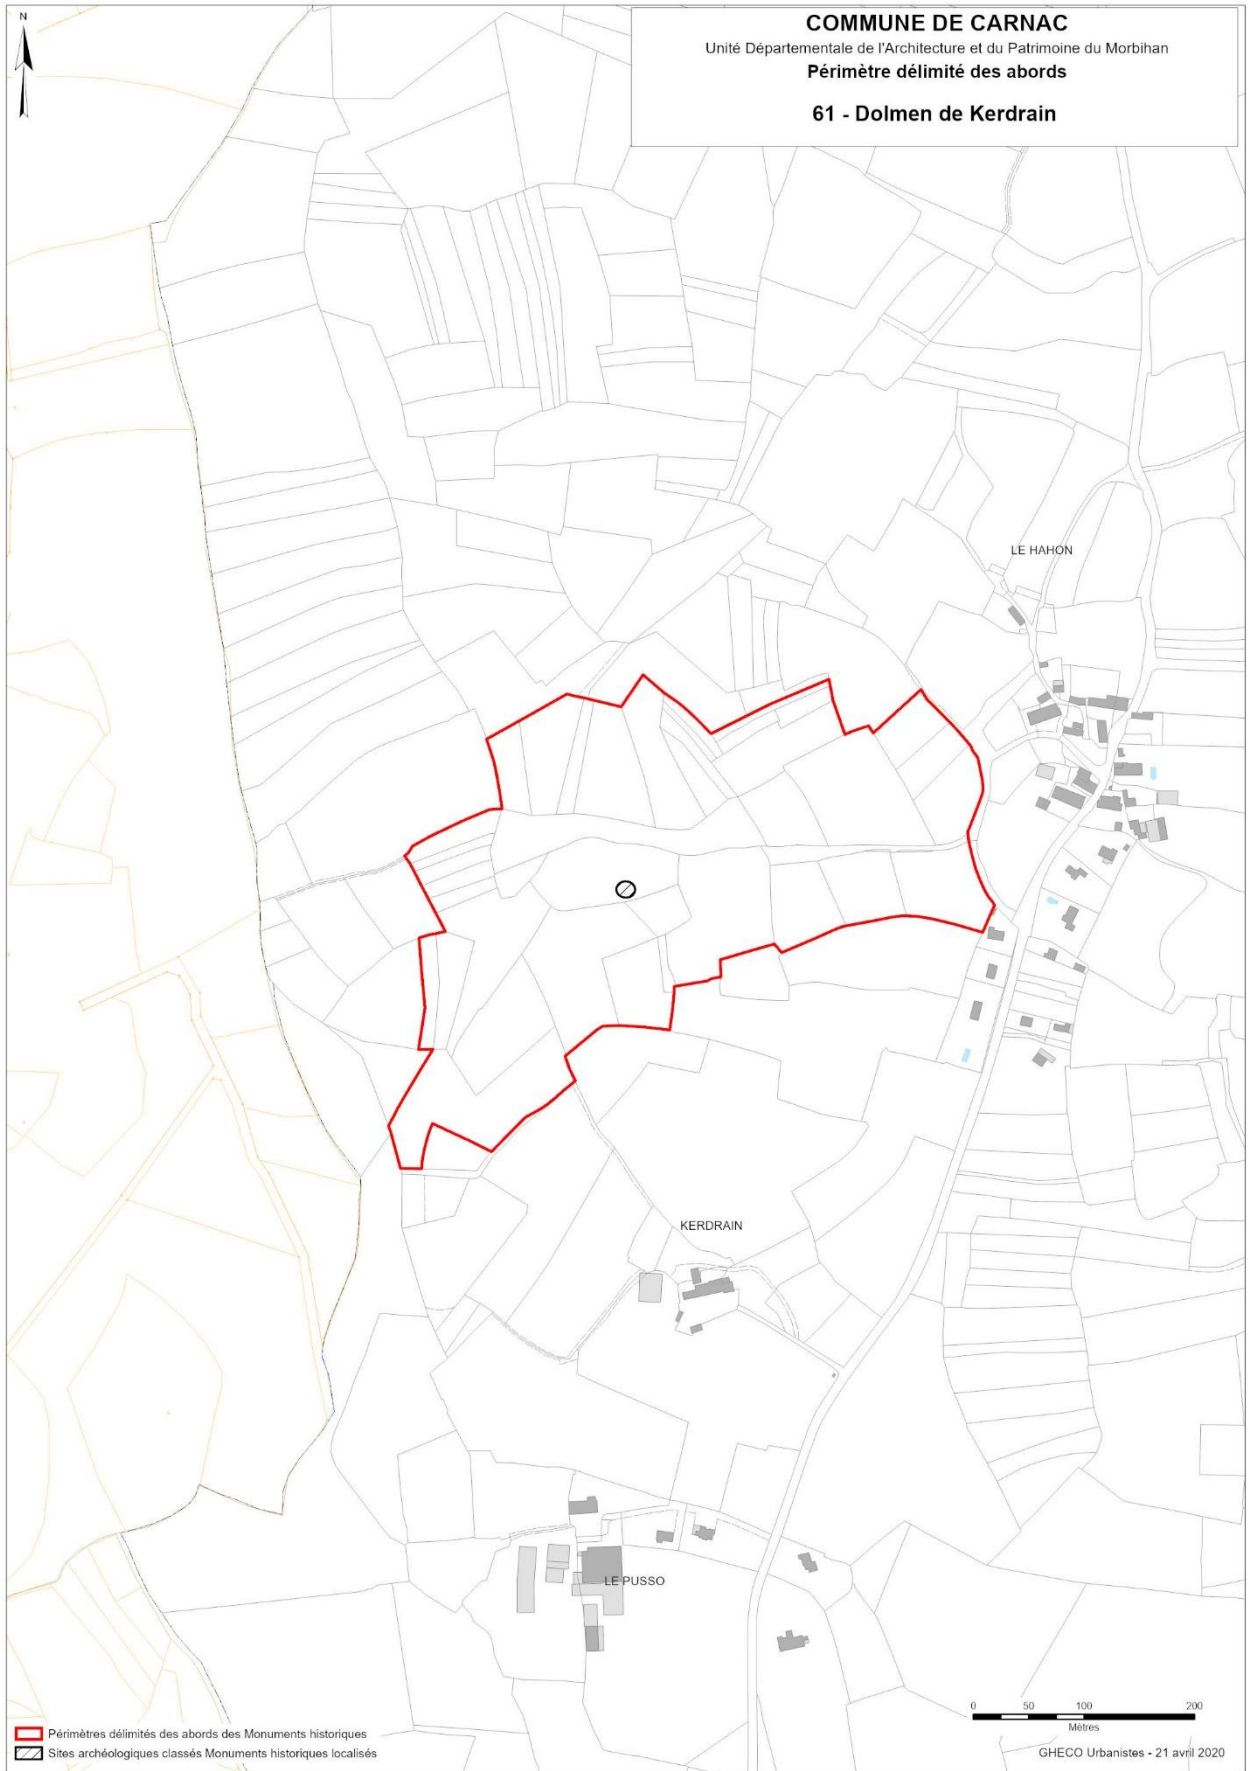 N
COMMUNE DE CARNAC
Unité Départementale de l'Architecture et du Patrimoine du Morbihan
Périmètre délimité des abords
61 - Dolmen de Kerdrain
LE HAHON
KERDRAIN
LE PUSSO
0 50 100 200
Mètres
Périmètres délimités des abords des Monuments historiques
Sites archéologiques classés Monuments historiques localisés
GHECO Urbanistes - 21 avril 2020